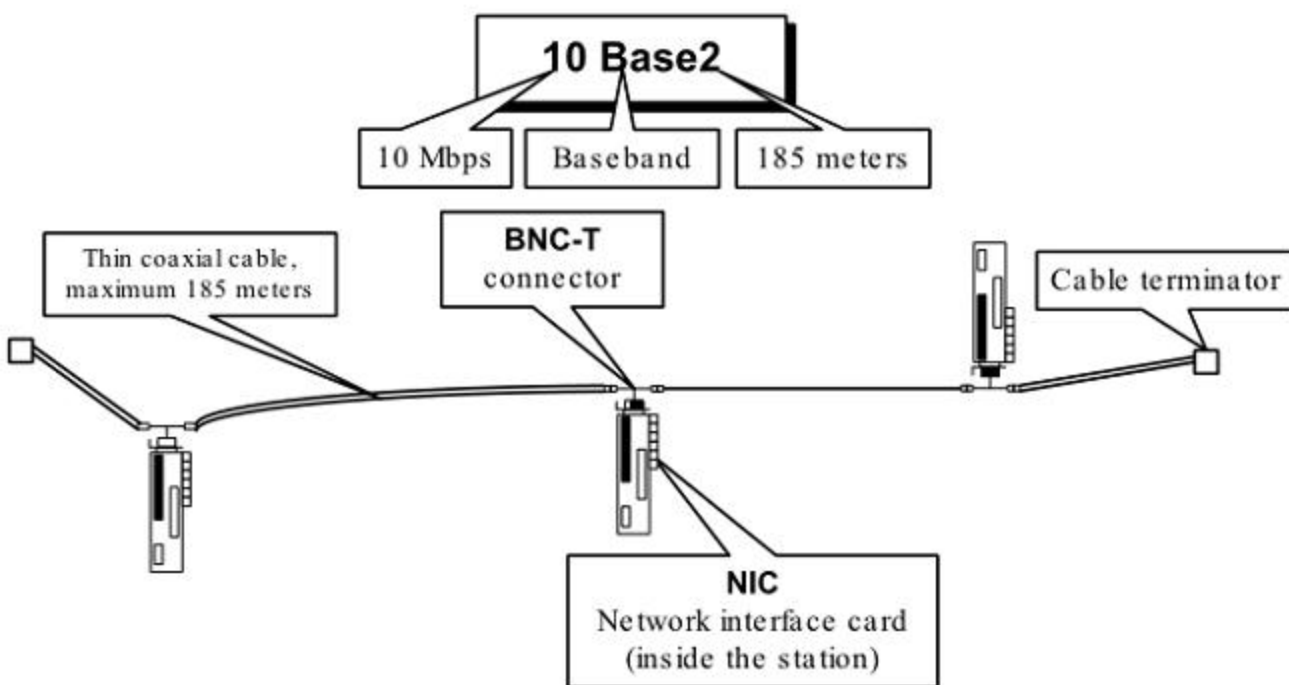 10 Base2
10 Mbps
Baseband
185 meters
Thin coaxial cable,
maximum 185 meters
BNC-T
connector
Cable terminator
NIC
Network interface card
(inside the station)